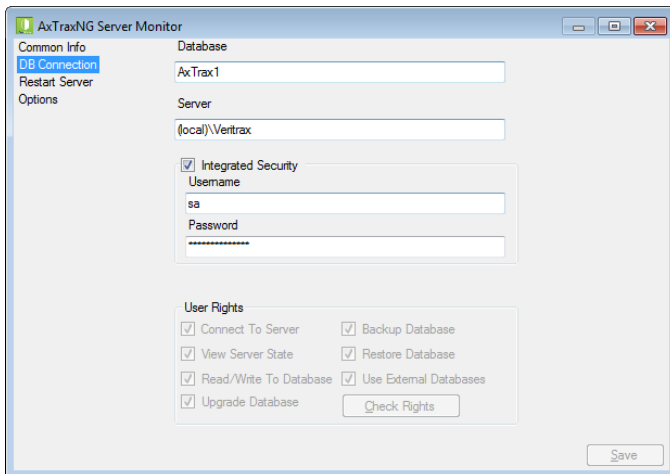 AxTraxNG Server Monitor
Common Info
DB Connection
Restart Server
Options
Database
AxTrax1
Server
(local)\Veritrax
Integrated Security
Username
sa
Password
**************
User Rights
Connect To Server
Backup Database
View Server State
Restore Database
Read/Write To Database
Use External Databases
Upgrade Database
Check Rights
Save